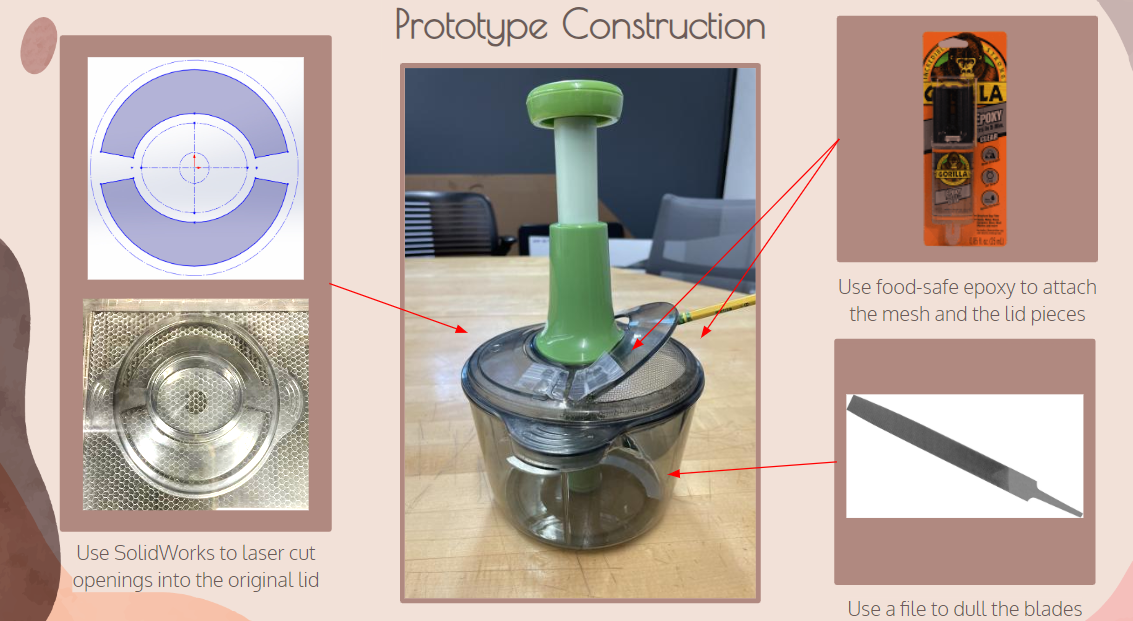 Prototype Construction
GORILLA
EPOXY
GORILLA
Use food-safe epoxy to attach
the mesh and the lid pieces
Use SolidWorks to laser cut
openings into the original lid
Use a file to dull the blades